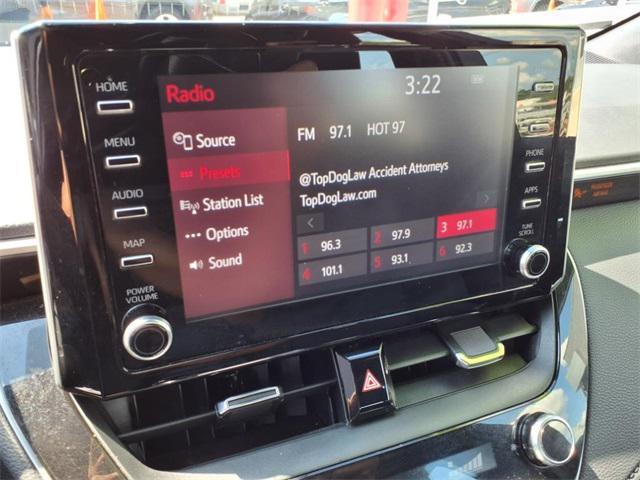 Radio
3:22
HOME
MENU
AUDIO
MAP
POWER
VOLUME
Source
Presets
Station List
Options
Sound
FM 97.1 HOT 97
@TopDogLaw Accident Attorneys
TopDogLaw.com
1 96.3
2 97.9
3 97.1
4 101.1
5 93.1
6 92.3
PHONE
APPS
TUNE
SCROLL
PASSENGER
AIRBAG